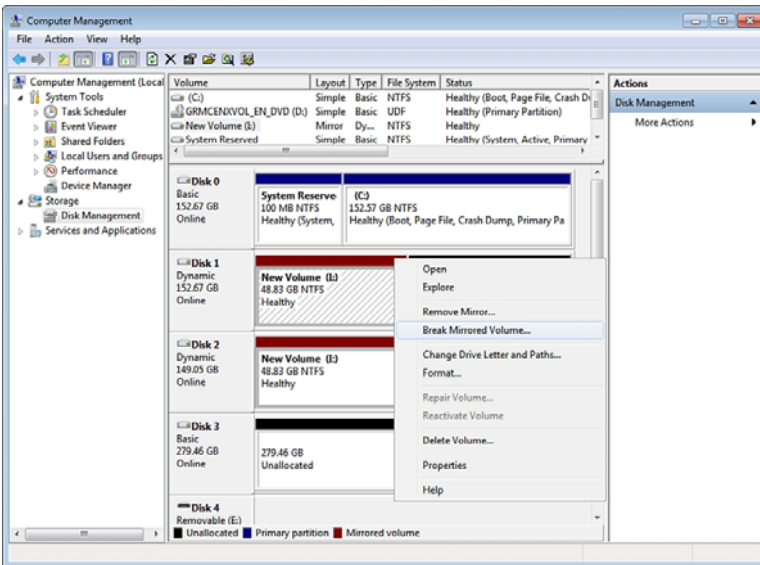 Computer Management
File Action View Help
Computer Management (Local
System Tools
Task Scheduler
Event Viewer
Shared Folders
Local Users and Groups
Performance
Device Manager
Storage
Disk Management
Services and Applications
Volume Layout Type File System Status
(C:) Simple Basic NTFS Healthy (Boot, Page File, Crash D
GRMCENXVOL_EN_DVD (D:) Simple Basic UDF Healthy (Primary Partition)
New Volume (I:) Mirror Dy... NTFS Healthy
System Reserved Simple Basic NTFS Healthy (System, Active, Primary
Disk 0
Basic
152.67 GB
Online
System Reserve
100 MB NTFS
Healthy (System,
(C:)
152.57 GB NTFS
Healthy (Boot, Page File, Crash Dump, Primary Pa
Disk 1
Dynamic
152.67 GB
Online
New Volume (I:)
48.83 GB NTFS
Healthy
Disk 2
Dynamic
149.05 GB
Online
New Volume (I:)
48.83 GB NTFS
Healthy
Disk 3
Basic
279.46 GB
Online
279.46 GB
Unallocated
Disk 4
Removable (E:)
Unallocated Primary partition Mirrored volume
Open
Explore
Remove Mirror...
Break Mirrored Volume...
Change Drive Letter and Paths...
Format...
Repair Volume...
Reactivate Volume
Delete Volume...
Properties
Help
Actions
Disk Management
More Actions